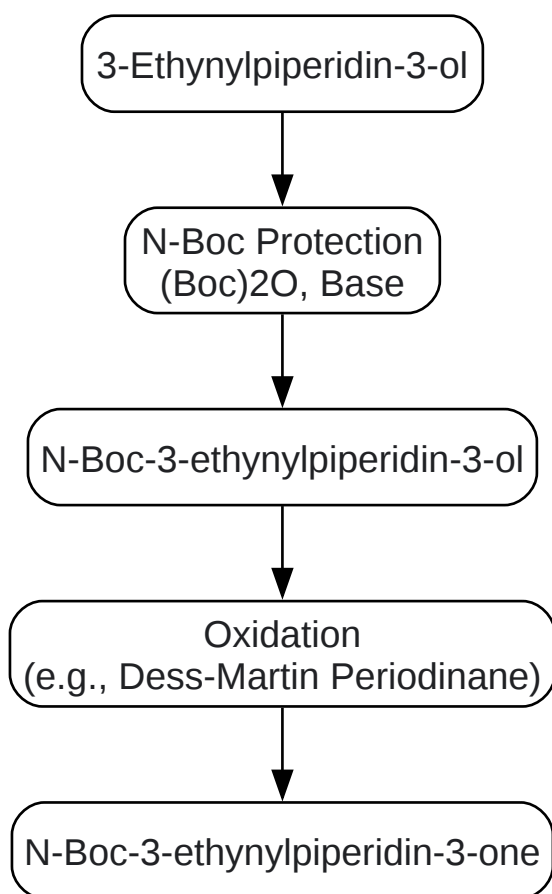 3-Ethynylpiperidin-3-ol
N-Boc Protection
(Boc)2O, Base
N-Boc-3-ethynylpiperidin-3-ol
Oxidation
(e.g., Dess-Martin Periodinane)
N-Boc-3-ethynylpiperidin-3-one